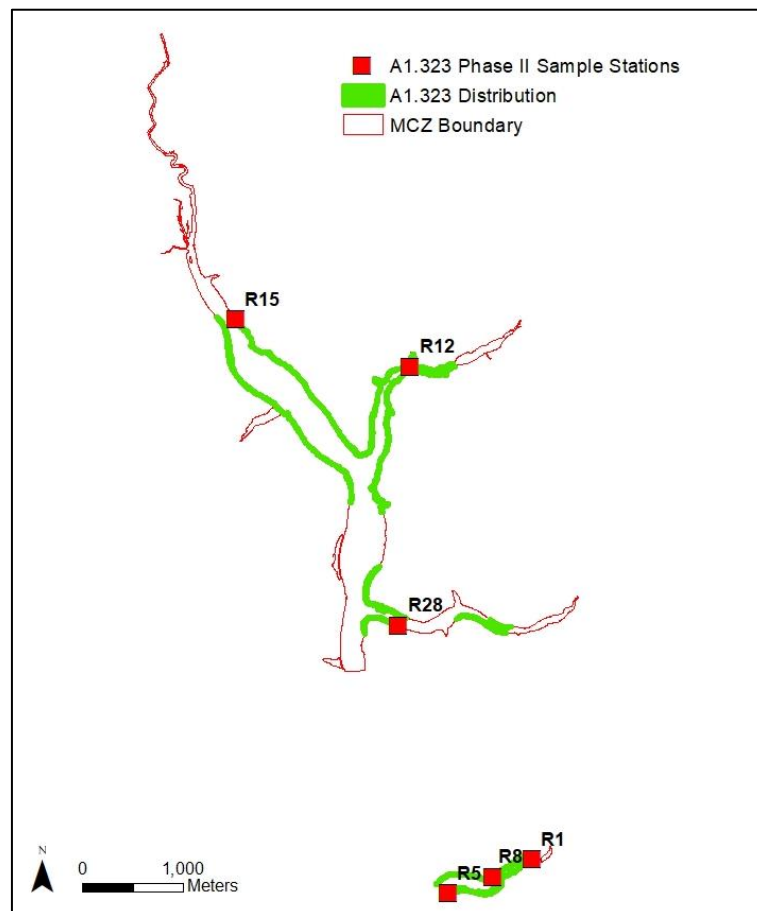 A1.323 Phase II Sample Stations
A1.323 Distribution
MCZ Boundary
R15
R12
R28
R1
R8
R5
N
0 1,000
Meters